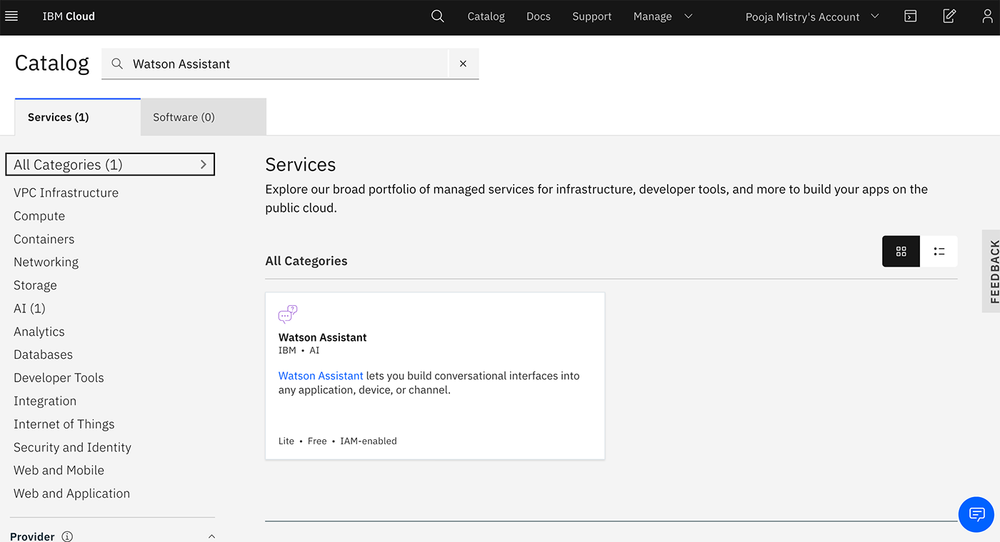 IBM Cloud
Catalog
Docs
Support
Manage
Pooja Mistry's Account
Catalog
Watson Assistant
Services (1)
Software (0)
All Categories (1)
VPC Infrastructure
Compute
Containers
Networking
Storage
AI (1)
Analytics
Databases
Developer Tools
Integration
Internet of Things
Security and Identity
Web and Mobile
Web and Application
Provider
Services
Explore our broad portfolio of managed services for infrastructure, developer tools, and more to build your apps on the
public cloud.
All Categories
Watson Assistant
IBM • AI
Watson Assistant lets you build conversational interfaces into
any application, device, or channel.
Lite • Free • IAM-enabled
FEEDBACK